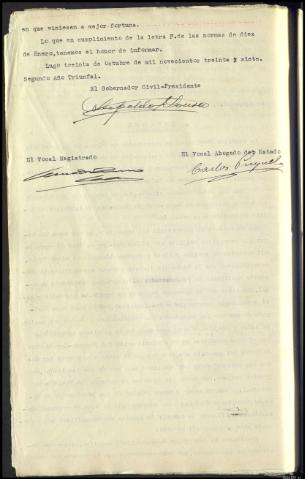 en que viniesen a mejor fortuna.
Lo que en cumplimiento de la letra F. de las normas de diez
de Enero, tenemos el honor de informar.
Lugo treinta de Octubre de mil novecientos treinta y siete.
Segundo Año Triunfal.
El Gobernador Civil-Presidente
El Vocal Magistrado
El Vocal Abogado del Estado
Carlos